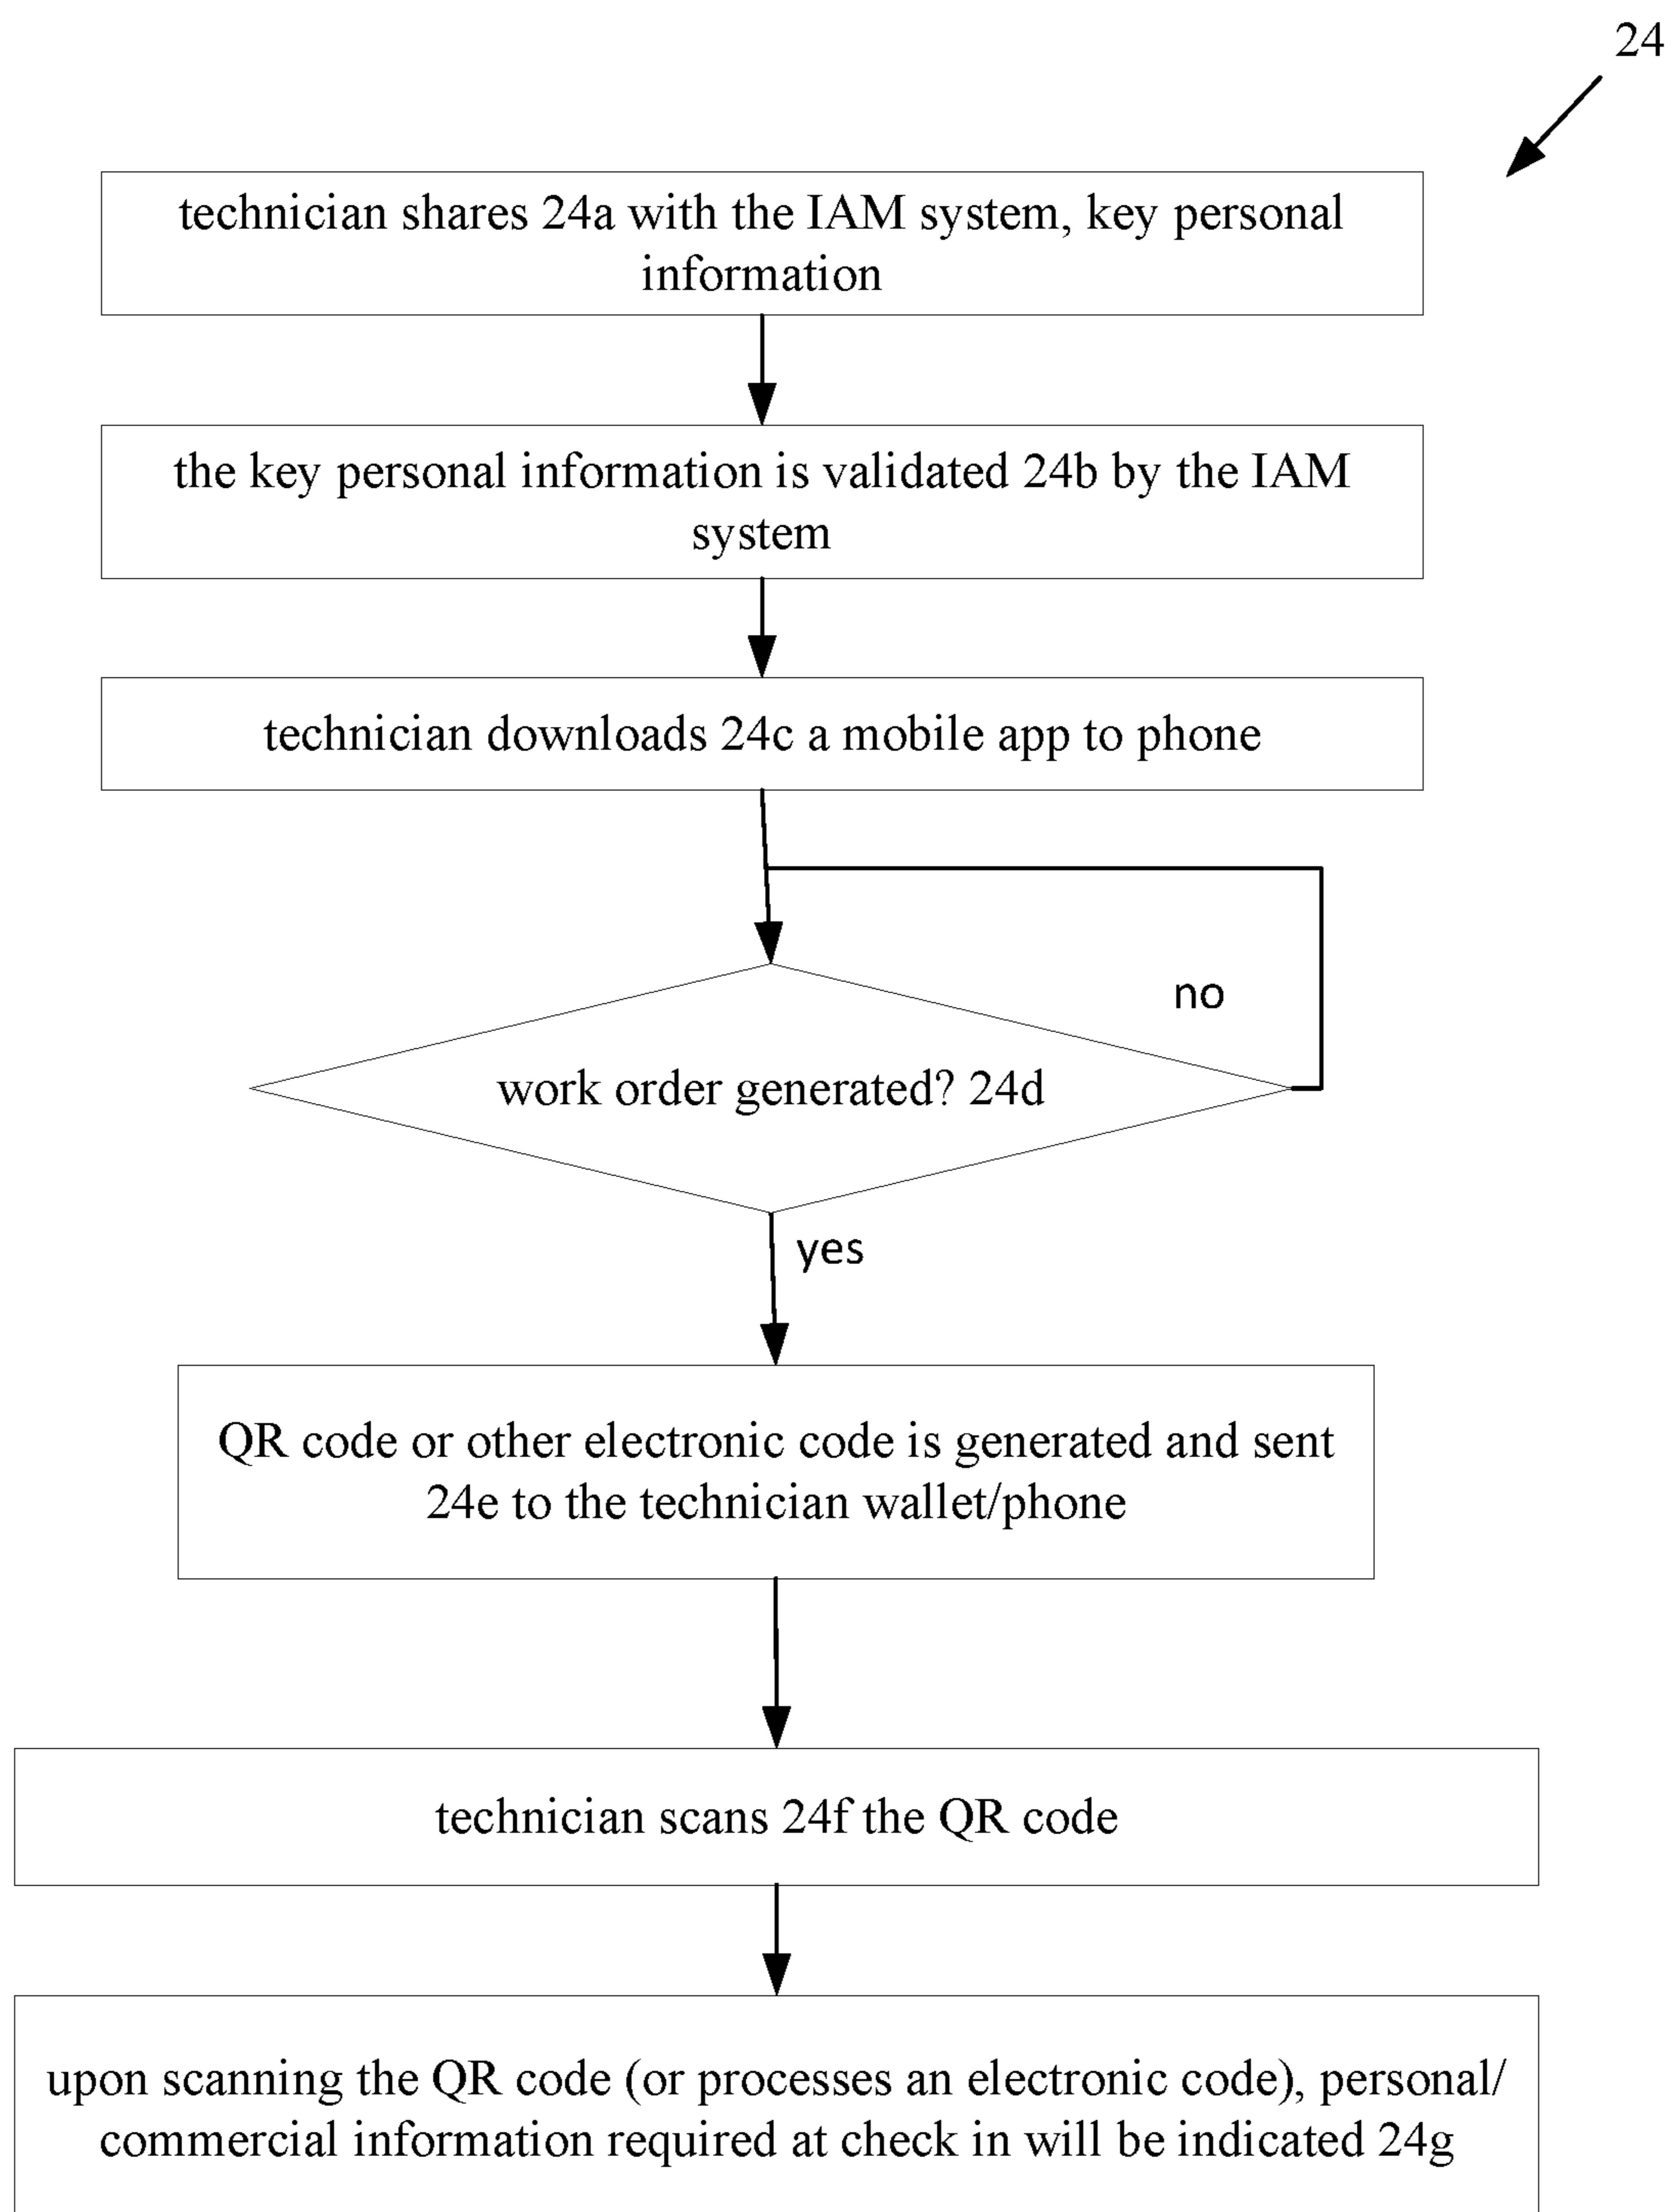 24
technician shares 24a with the IAM system, key personal
information
the key personal information is validated 24b by the IAM
system
technician downloads 24c a mobile app to phone
no
work order generated? 24d
yes
QR code or other electronic code is generated and sent
24e to the technician wallet/phone
technician scans 24f the QR code
upon scanning the QR code (or processes an electronic code), personal/
commercial information required at check in will be indicated 24g